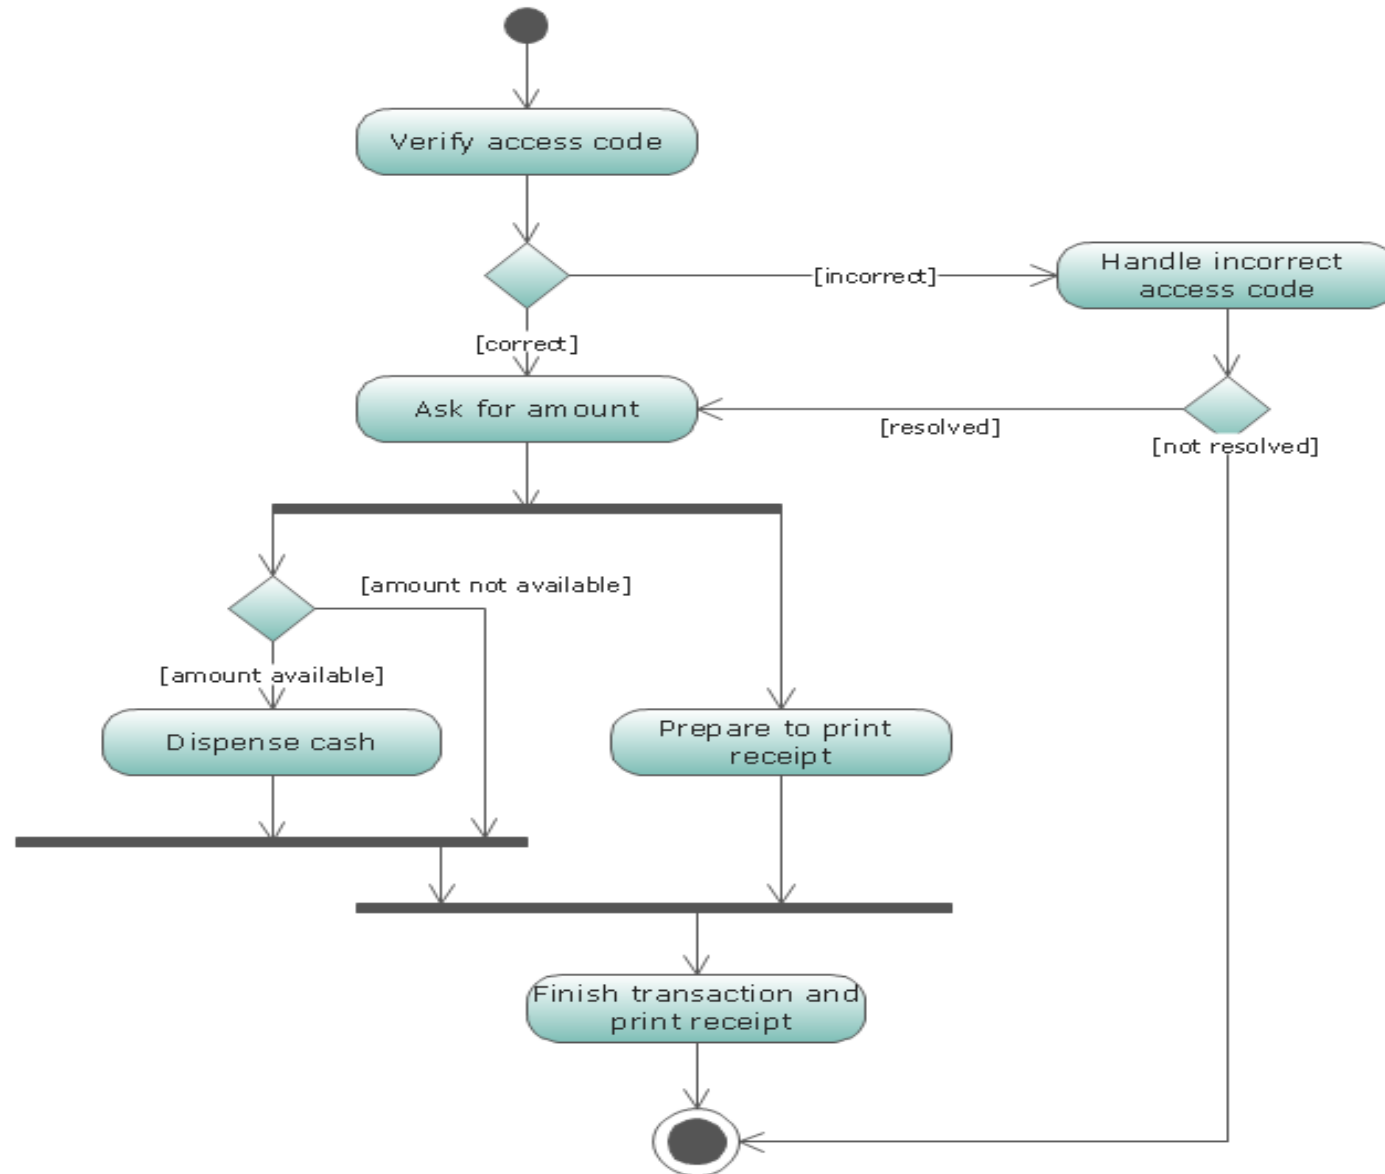 Verify access code
[incorrect]
Handle incorrect
access code
[correct]
Ask for amount
[resolved]
[not resolved]
[amount not available]
[amount available]
Dispense cash
Prepare to print
receipt
Finish transaction and
print receipt